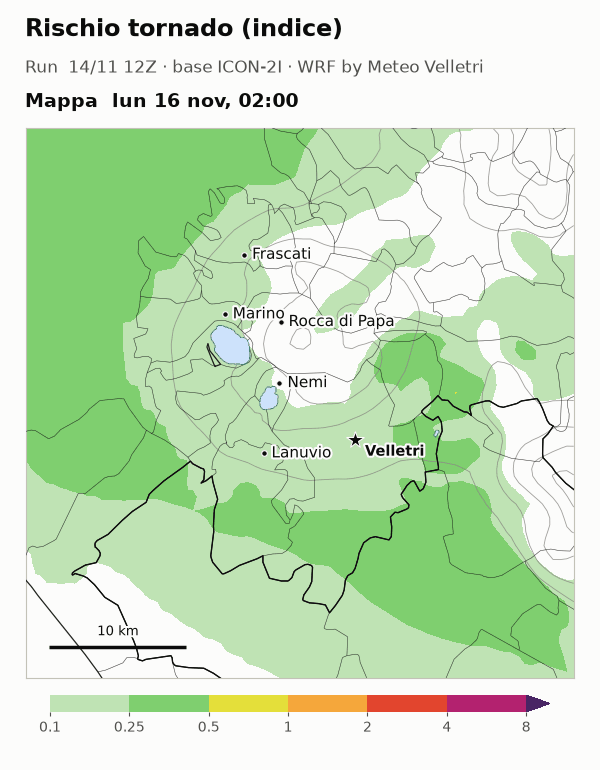 Rischio tornado (indice)
Run  14/11 12Z · base ICON-2I · WRF by Meteo Velletri
Mappa  lun 16 nov, 02:00
Frascati
Marino
Rocca di Papa
Nemi
Lanuvio
Velletri
10 km
0.1 0.25 0.5 1 2 4 8